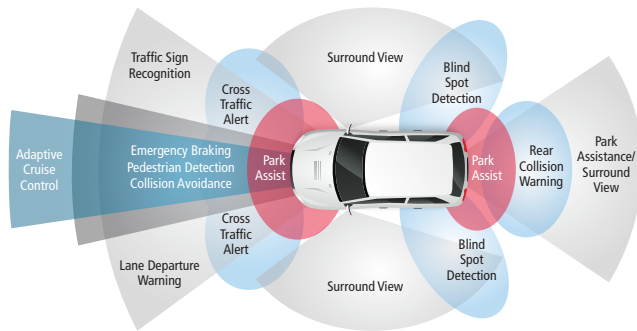 Traffic Sign
Recognition
Surround View
Blind
Spot
Detection
Cross
Traffic
Alert
Adaptive
Cruise
Control
Emergency Braking
Pedestrian Detection
Collision Avoidance
Park
Assist
Park
Assist
Rear
Collision
Warning
Park
Assistance/
Surround
View
Cross
Traffic
Alert
Lane Departure
Warning
Surround View
Blind
Spot
Detection